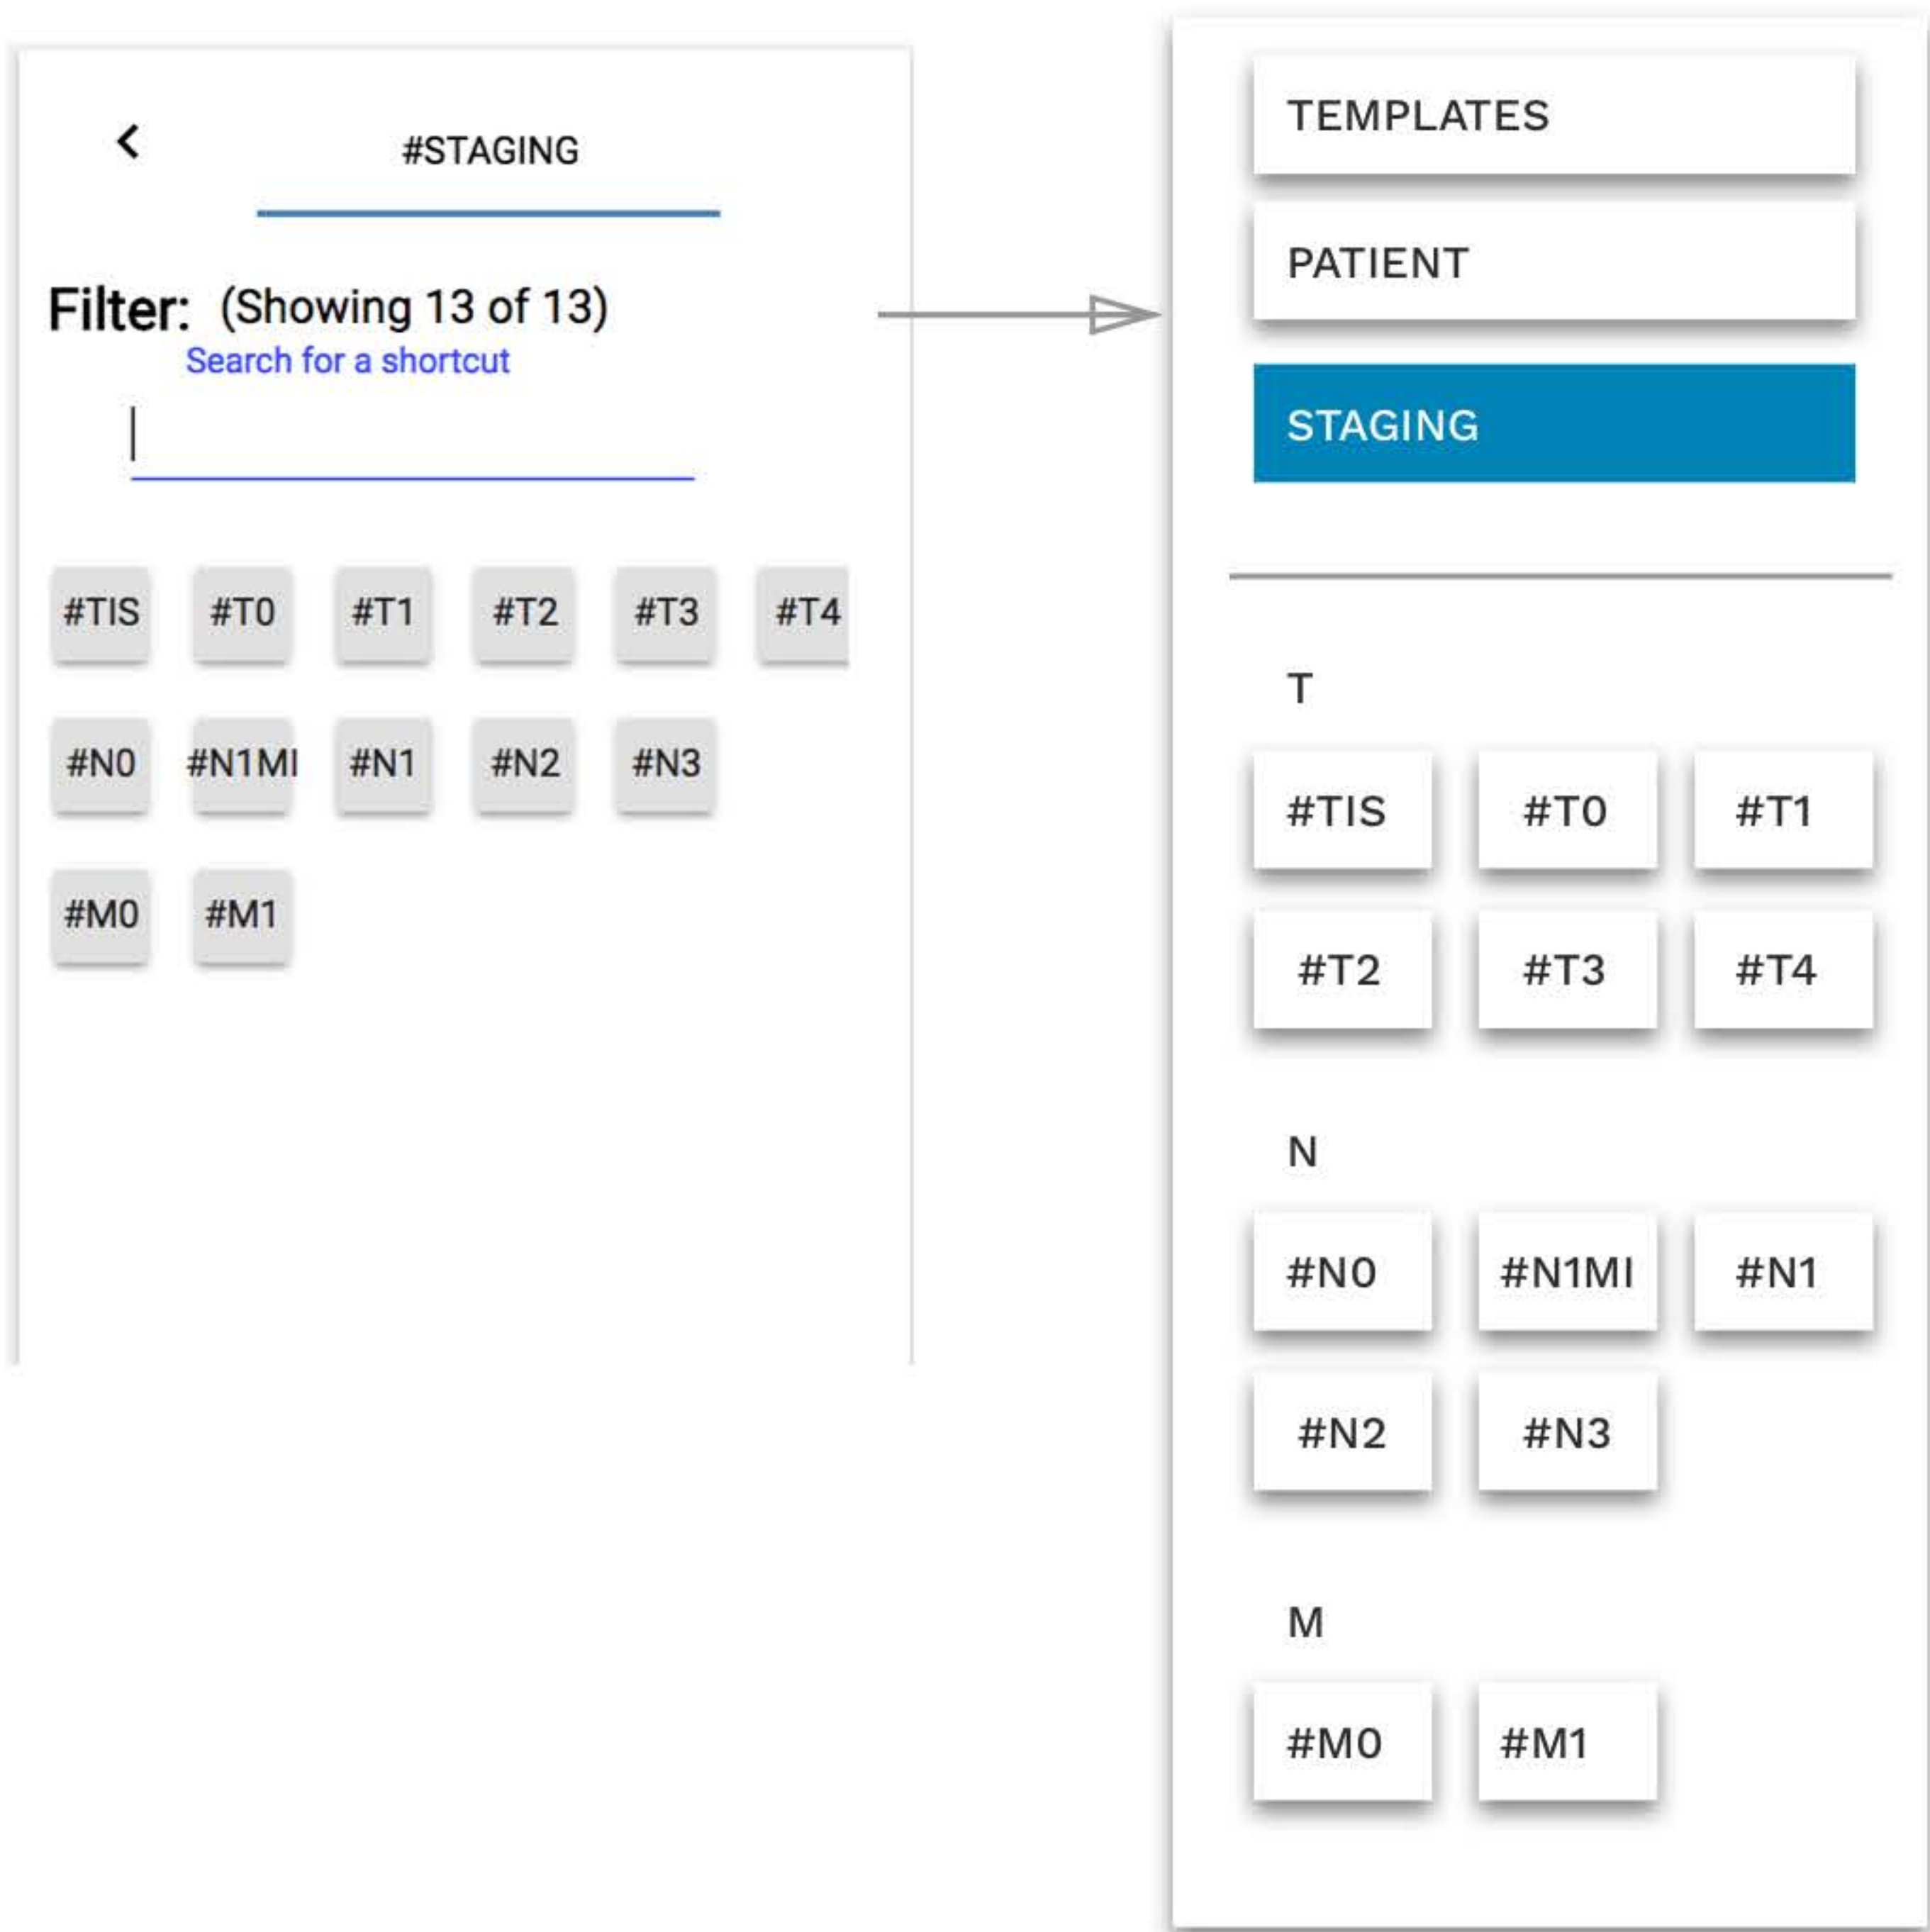 #STAGING
Filter: (Showing 13 of 13)
Search for a shortcut
#TIS #T0 #T1 #T2 #T3 #T4
#N0 #N1MI #N1 #N2 #N3
#M0 #M1
TEMPLATES
PATIENT
STAGING
T
#TIS #T0 #T1
#T2 #T3 #T4
N
#N0 #N1MI #N1
#N2 #N3
M
#M0 #M1